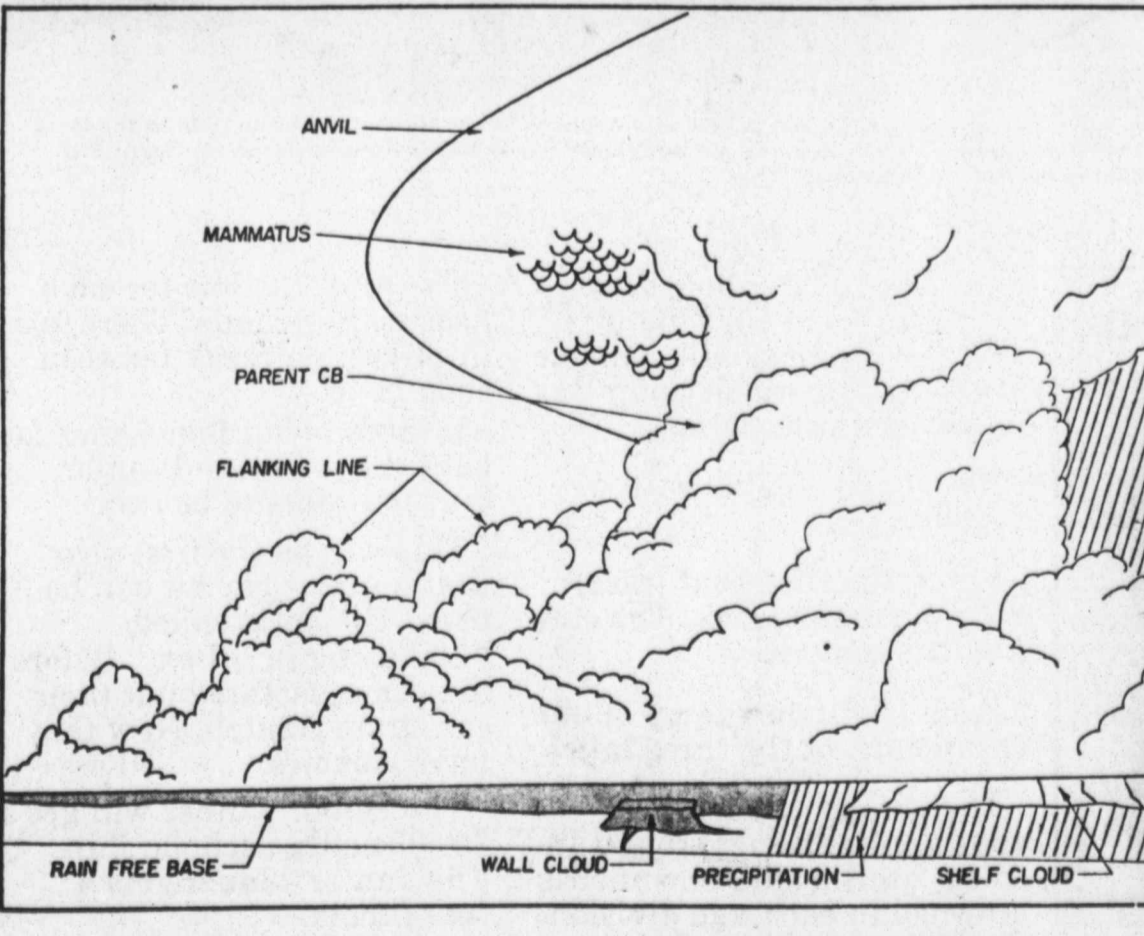 ANVIL
MAMMATUS
PARENT CB
FLANKING LINE
RAIN FREE BASE
WALL CLOUD
PRECIPITATION
SHELF CLOUD